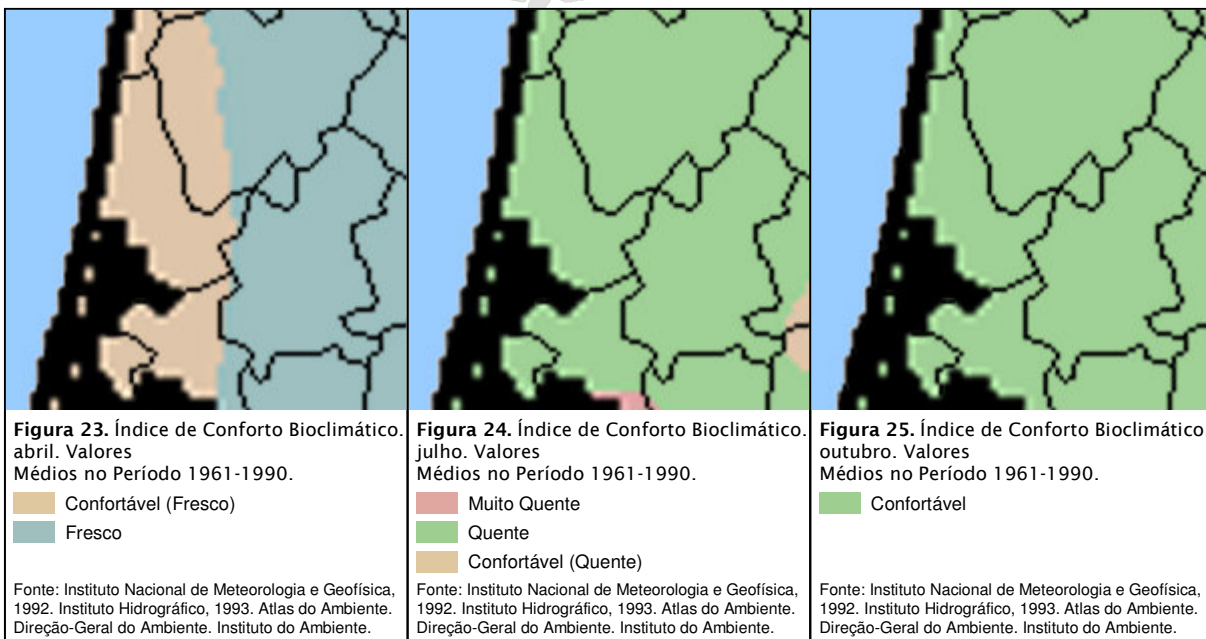 Figura 23. Índice de Conforto Bioclimático.
abril. Valores
Médios no Período 1961-1990.
Confortável (Fresco)
Fresco
Fonte: Instituto Nacional de Meteorologia e Geofísica,
1992. Instituto Hidrográfico, 1993. Atlas do Ambiente.
Direção-Geral do Ambiente. Instituto do Ambiente.
Figura 24. Índice de Conforto Bioclimático.
julho. Valores
Médios no Período 1961-1990.
Muito Quente
Quente
Confortável (Quente)
Fonte: Instituto Nacional de Meteorologia e Geofísica,
1992. Instituto Hidrográfico, 1993. Atlas do Ambiente.
Direção-Geral do Ambiente. Instituto do Ambiente.
Figura 25. Índice de Conforto Bioclimático
outubro. Valores
Médios no Período 1961-1990.
Confortável
Fonte: Instituto Nacional de Meteorologia e Geofísica,
1992. Instituto Hidrográfico, 1993. Atlas do Ambiente.
Direção-Geral do Ambiente. Instituto do Ambiente.